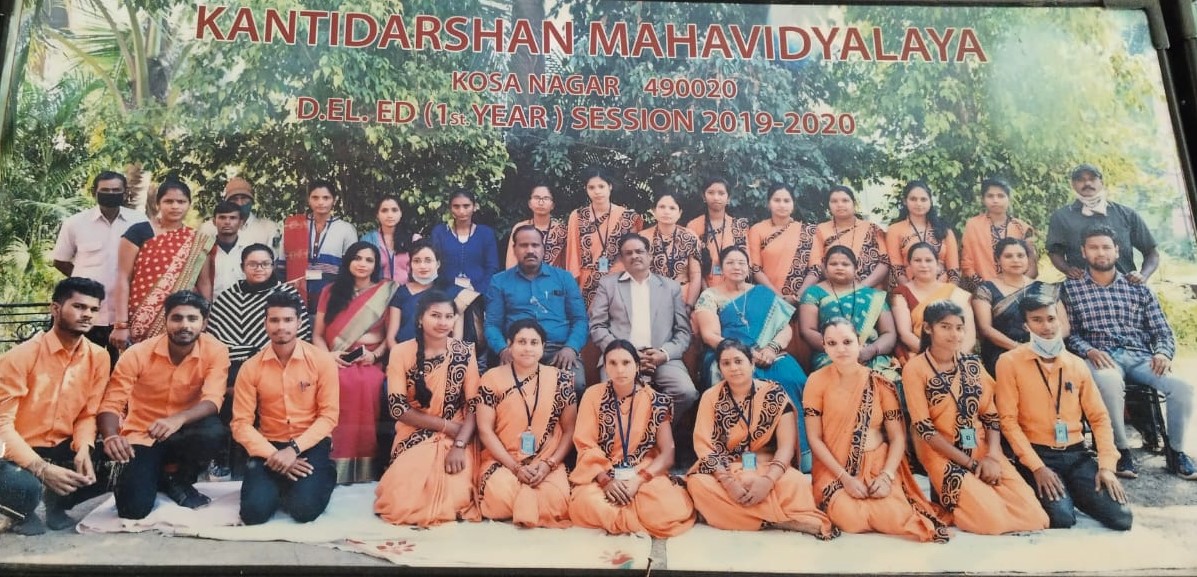 KANTIDARSHAN MAHAVIDYALAYA
KOSA NAGAR 490020
D.EL. ED (1st. YEAR ) SESSION 2019-2020